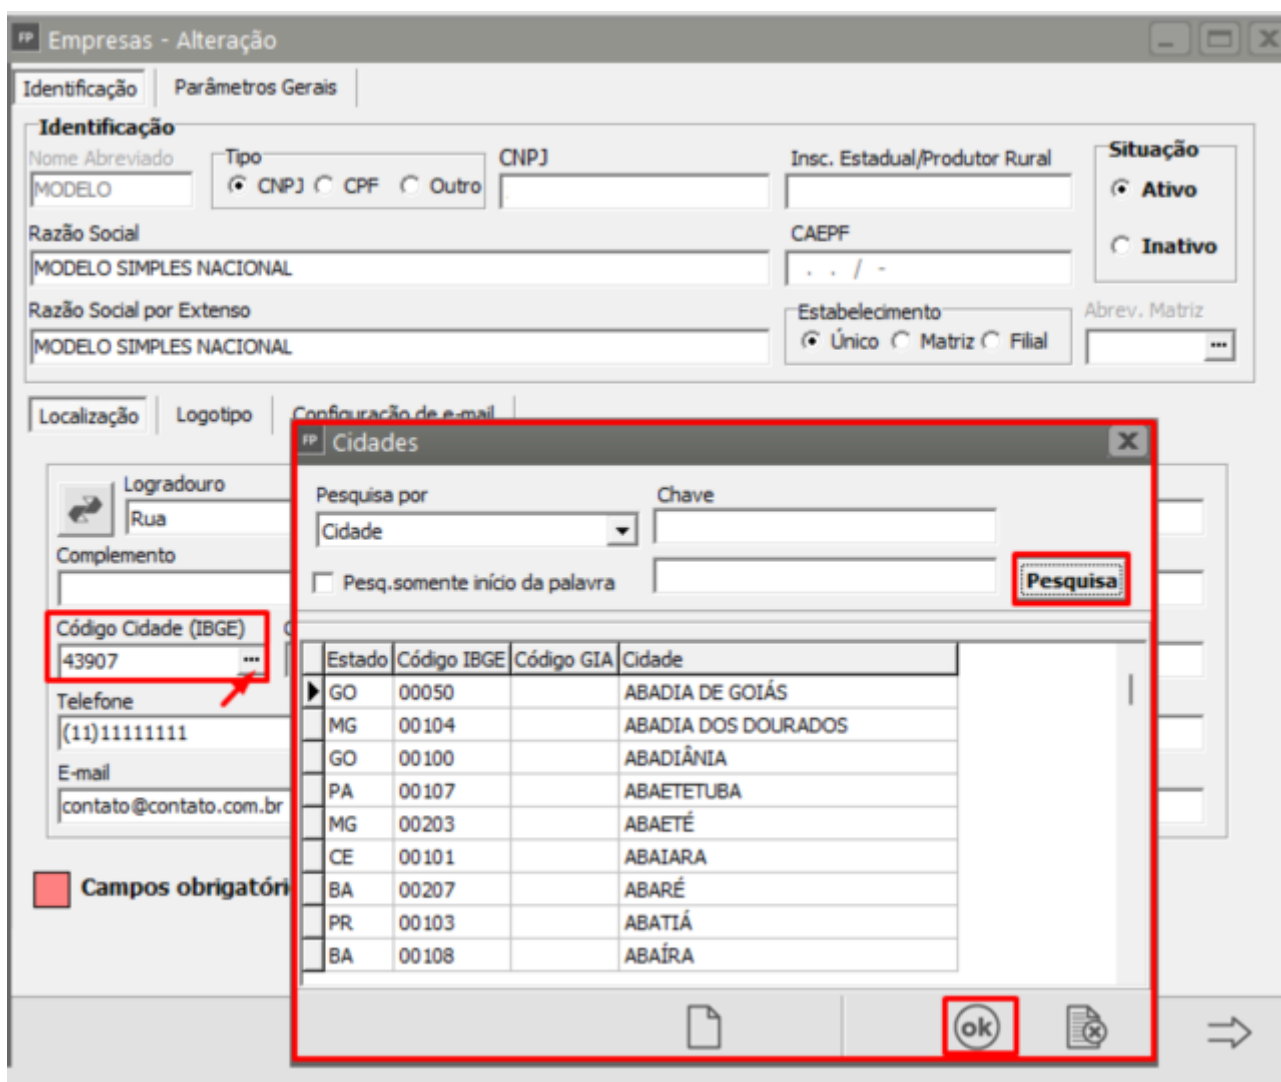 FP Empresas - Alteração
Identificação Parâmetros Gerais
Identificação
Nome Abreviado Tipo CNPJ Insc. Estadual/Produtor Rural Situação
MODELO CNPJ CPF Outro Ativo
Razão Social CAEPF Inativo
MODELO SIMPLES NACIONAL . . / -
Razão Social por Extenso Estabelecimento Abrev. Matriz
MODELO SIMPLES NACIONAL Único Matriz Filial ...
Localização Logotipo Configuração de e-mail
FP Cidades
Logradouro
Rua
Complemento
Código Cidade (IBGE)
43907 ...
Telefone
(11)11111111
E-mail
contato@contato.com.br
Campos obrigatóri
Pesquisa por Chave
Cidade
Pesq.somente início da palavra Pesquisa
Estado Código IBGE Código GIA Cidade
GO 00050 ABADIA DE GOIÁS
MG 00104 ABADIA DOS DOURADOS
GO 00100 ABADIÂNIA
PA 00107 ABAETETUBA
MG 00203 ABAETÉ
CE 00101 ABAIARA
BA 00207 ABARÉ
PR 00103 ABATIÁ
BA 00108 ABAÍRA
ok